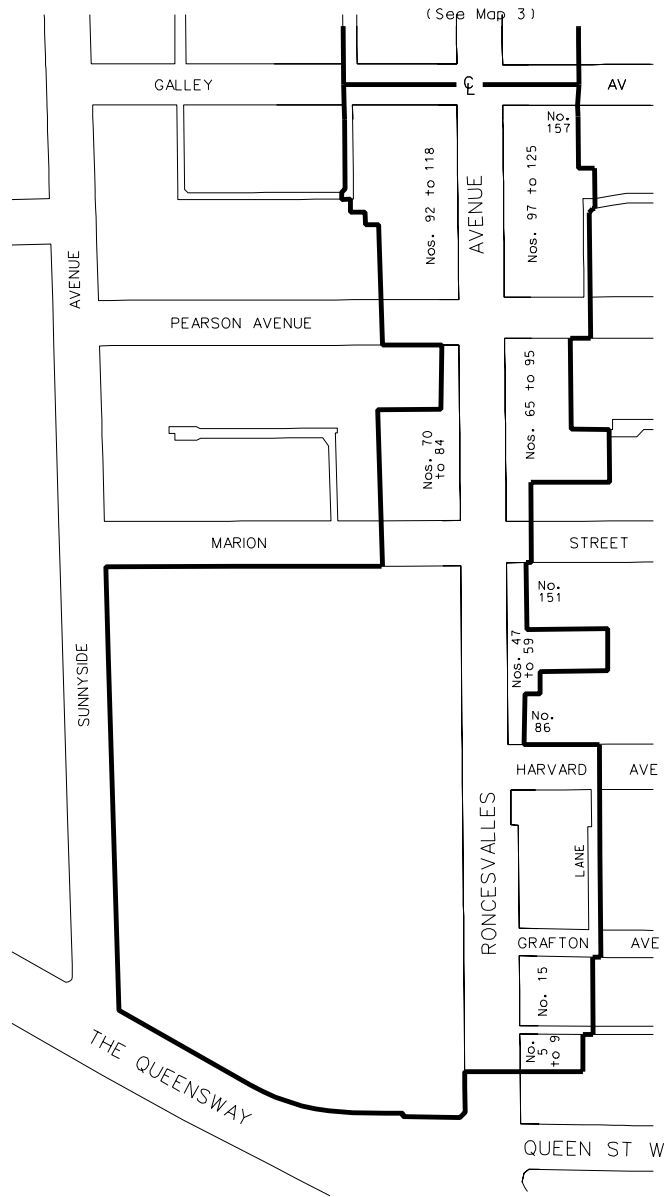 (See Map 3)
GALLEY
℄
AV
No.
157
Nos. 92 to 118
AVENUE
Nos. 97 to 125
AVENUE
PEARSON AVENUE
Nos. 70
to 84
Nos. 65 to 95
MARION
STREET
No.
151
Nos. 47
to 59
SUNNYSIDE
No.
86
HARVARD
AVE
RONCESVALLES
LANE
GRAFTON
AVE
No. 15
No.
5
to 9
THE QUEENSWAY
QUEEN ST W